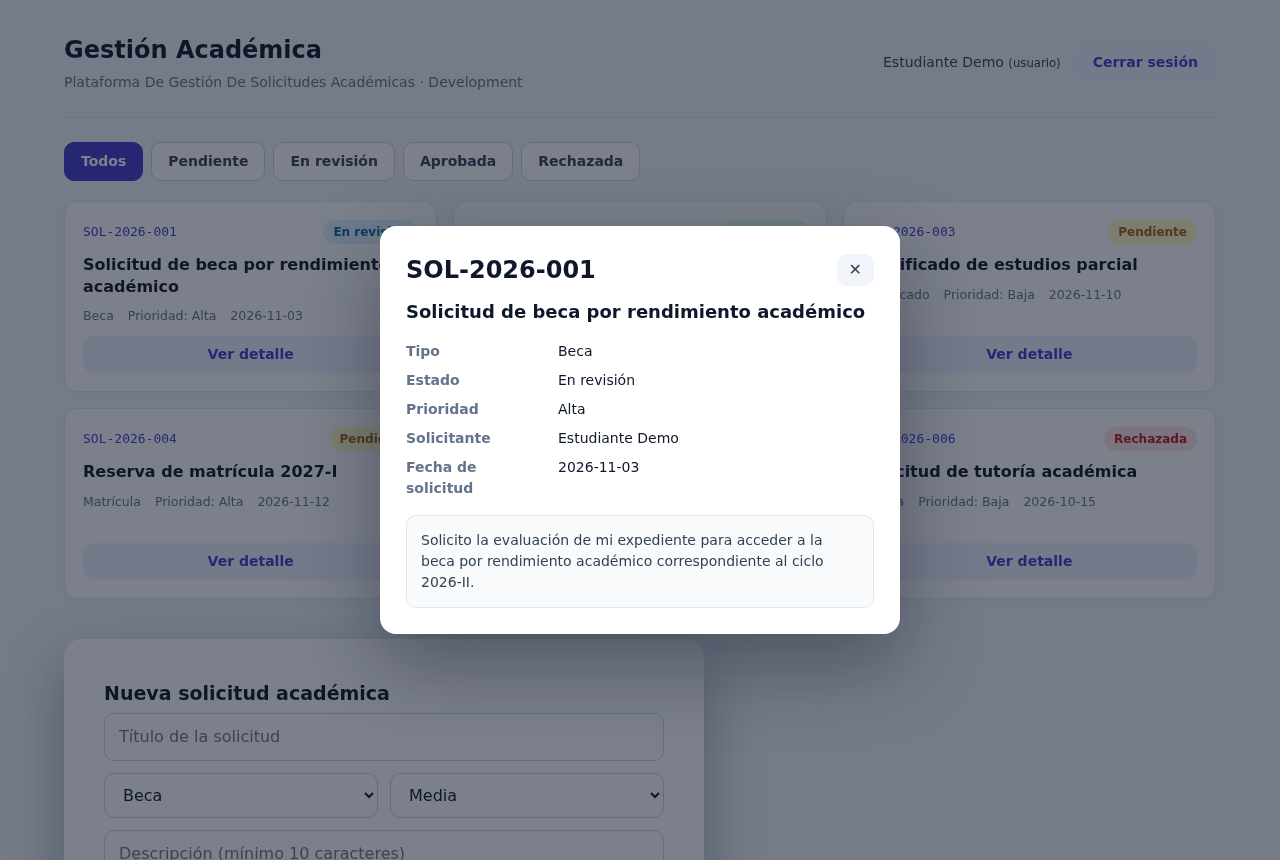 Gestión Académica
Plataforma De Gestión De Solicitudes Académicas · Development
Estudiante Demo (usuario)
Cerrar sesión
Todos
Pendiente
En revisión
Aprobada
Rechazada
SOL-2026-001
Solicitud de beca por rendimiento
académico
Beca Prioridad: Alta 2026-11-03
Ver detalle
2026-003
Pendiente
estudios parcial
Prioridad: Baja 2026-11-10
Ver detalle
SOL-2026-004
Reserva de matrícula 2027-I
Matrícula Prioridad: Alta 2026-11-12
Ver detalle
2026-006
Rechazada
de tutoría académica
Prioridad: Baja 2026-10-15
Ver detalle
SOL-2026-001
✕
Solicitud de beca por rendimiento académico
Tipo Beca
Estado En revisión
Prioridad Alta
Solicitante Estudiante Demo
Fecha de 2026-11-03
solicitud
Solicito la evaluación de mi expediente para acceder a la
beca por rendimiento académico correspondiente al ciclo
2026-II.
Nueva solicitud académica
Título de la solicitud
Beca
Media
Descripción (mínimo 10 caracteres)